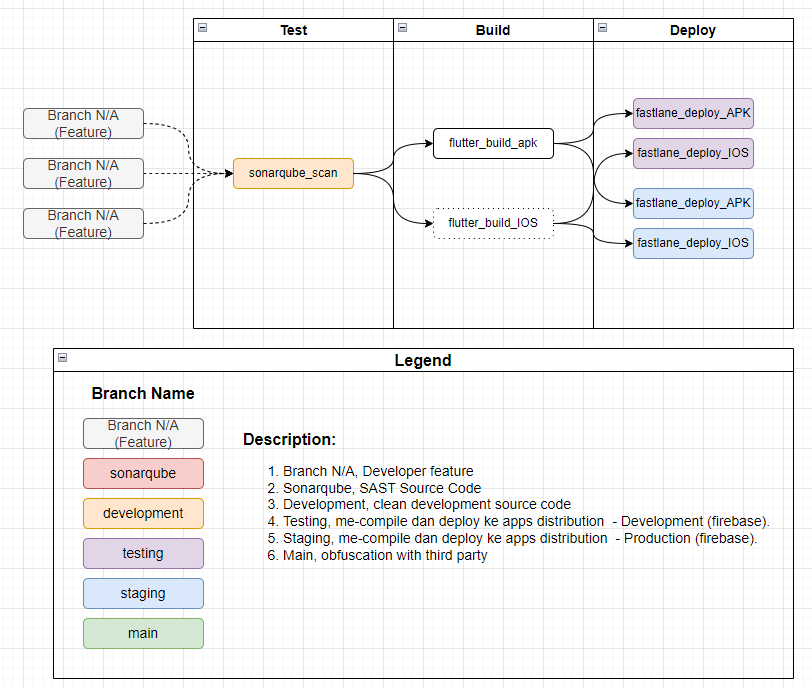 Test
Build
Deploy
Branch N/A
(Feature)
Branch N/A
(Feature)
Branch N/A
(Feature)
sonarqube_scan
flutter_build_apk
flutter_build_IOS
fastlane_deploy_APK
fastlane_deploy_IOS
fastlane_deploy_APK
fastlane_deploy_IOS
Legend
Branch Name
Branch N/A
(Feature)
sonarqube
development
testing
staging
main
Description:
1. Branch N/A, Developer feature
2. Sonarqube, SAST Source Code
3. Development, clean development source code
4. Testing, me-compile dan deploy ke apps distribution - Development (firebase).
5. Staging, me-compile dan deploy ke apps distribution - Production (firebase).
6. Main, obfuscation with third party